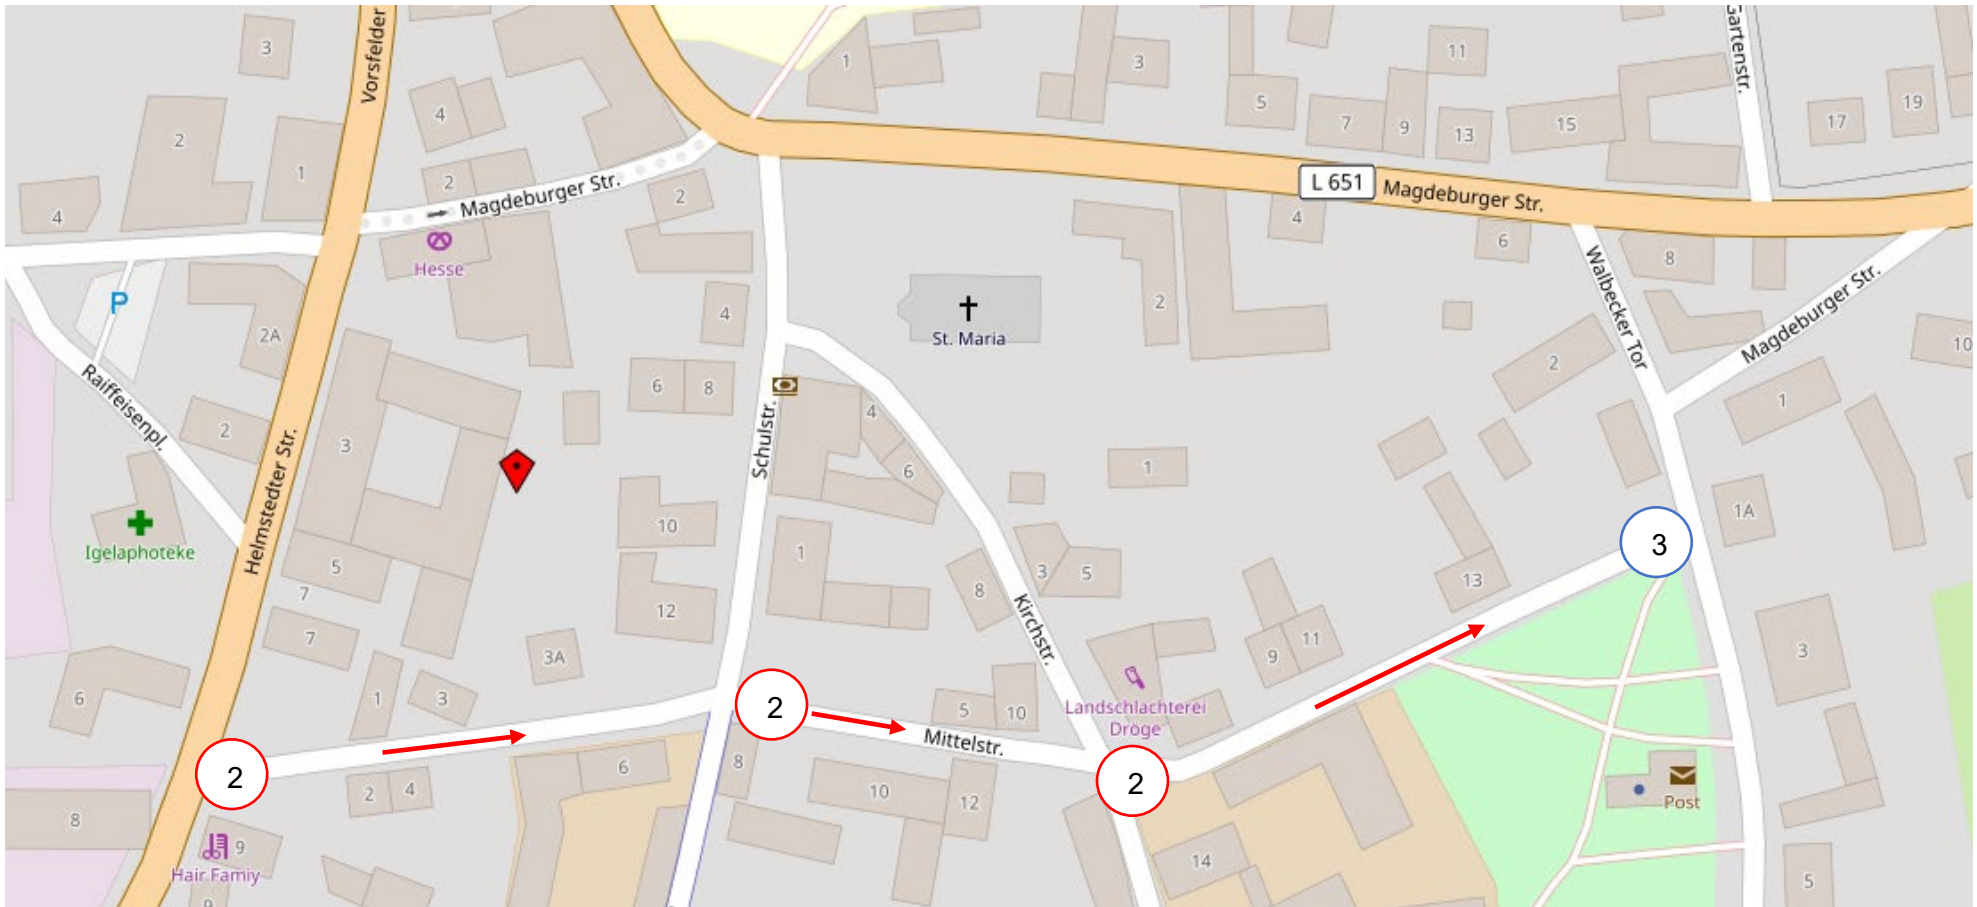 3
Vorsfelder
4
2
1
2
4
Magdeburger Str.
2
Hesse
P
2A
4
6
8
Raiffeisenpl.
2
3
Helmstedter Str.
Igelaphoteke
5
7
7
10
12
3A
1
3
6
8
2
4
6
9
Hair Famiy
9
1
3
5
7
9
11
13
15
17
19
Gartenstr.
L 651
Magdeburger Str.
4
6
8
2
St. Maria
Walbecker Tor
Magdeburger Str.
10
2
1
1A
Schulstr.
4
6
1
1
8
3
5
Kirchstr.
13
9
11
3
5
10
Landschlachterei
Dröge
Mittelstr.
8
10
12
14
Post
3
5
2
2
2